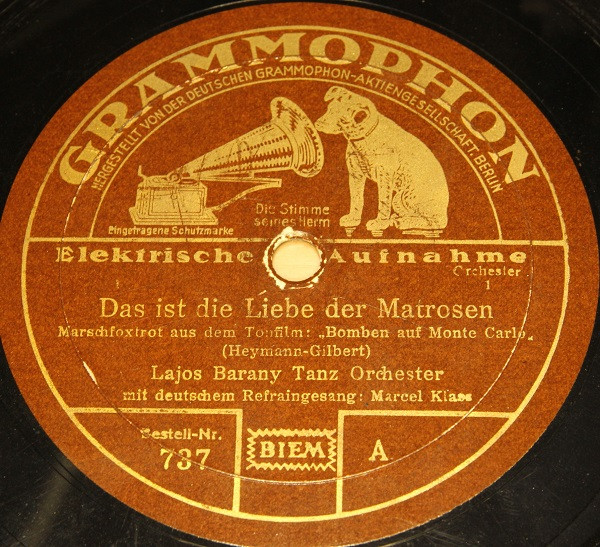 GRAMMOPHON
HERGESTELLT VON DER DEUTSCHEN GRAMMOPHON-AKTIENGESELLSCHAFT, BERLIN
Die Stimme
seines Herrn
Eingetragene Schutzmarke
Elektrische Aufnahme
Orchester
1 1
Das ist die Liebe der Matrosen
Marschfoxtrot aus dem Tonfilm: „Bomben auf Monte Carlo„
(Heymann-Gilbert)
Lajos Barany Tanz Orchester
mit deutschem Refraingesang: Marcel Klass
Bestell-Nr.
737 BIEM A